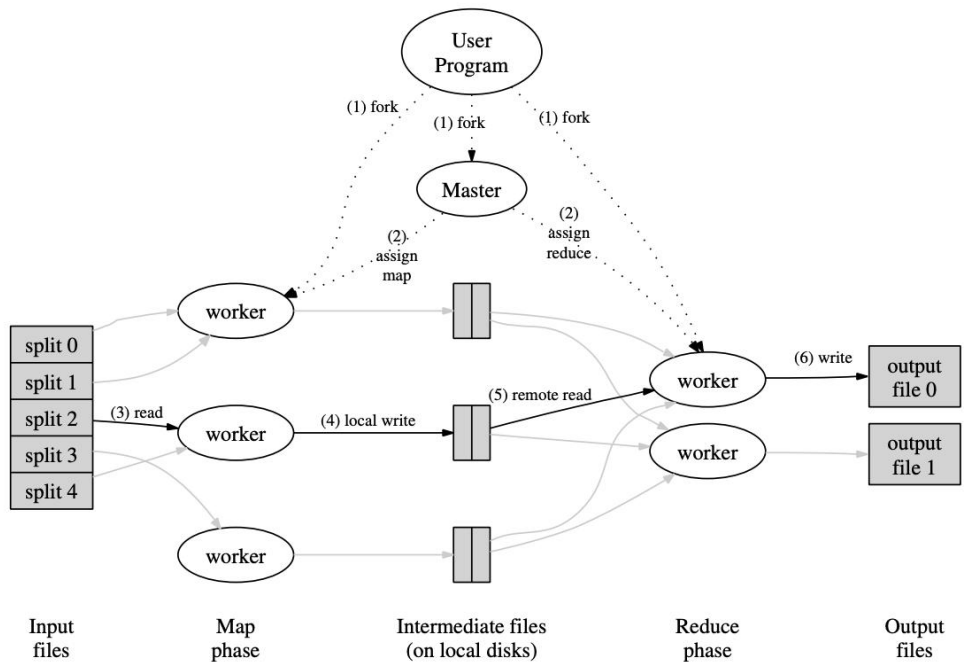 User
Program
(1) fork
(1) fork
(1) fork
Master
(2)
assign
map
(2)
assign
reduce
worker
split 0
split 1
split 2
split 3
split 4
(3) read
worker
(4) local write
(5) remote read
worker
(6) write
output
file 0
worker
output
file 1
worker
Input
files
Map
phase
Intermediate files
(on local disks)
Reduce
phase
Output
files